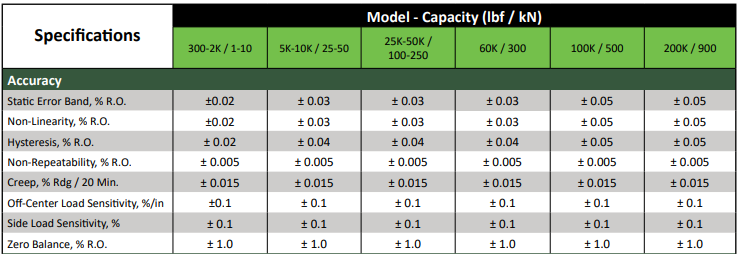 Specifications
Model - Capacity (lbf / kN)
300-2K / 1-10 5K-10K / 25-50 25K-50K / 100-250 60K / 300 100K / 500 200K / 900
Accuracy
Static Error Band, % R.O. ±0.02 ± 0.03 ± 0.03 ± 0.03 ± 0.05 ± 0.05
Non-Linearity, % R.O. ±0.02 ± 0.03 ± 0.03 ± 0.03 ± 0.05 ± 0.05
Hysteresis, % R.O. ± 0.02 ± 0.04 ± 0.04 ± 0.04 ± 0.05 ± 0.05
Non-Repeatability, % R.O. ± 0.005 ± 0.005 ± 0.005 ± 0.005 ± 0.005 ± 0.005
Creep, % Rdg / 20 Min. ± 0.015 ± 0.015 ± 0.015 ± 0.015 ± 0.015 ± 0.015
Off-Center Load Sensitivity, %/in ±0.1 ± 0.1 ± 0.1 ± 0.1 ± 0.1 ± 0.1
Side Load Sensitivity, % ± 0.1 ± 0.1 ± 0.1 ± 0.1 ± 0.1 ± 0.1
Zero Balance, % R.O. ± 1.0 ± 1.0 ± 1.0 ± 1.0 ± 1.0 ± 1.0